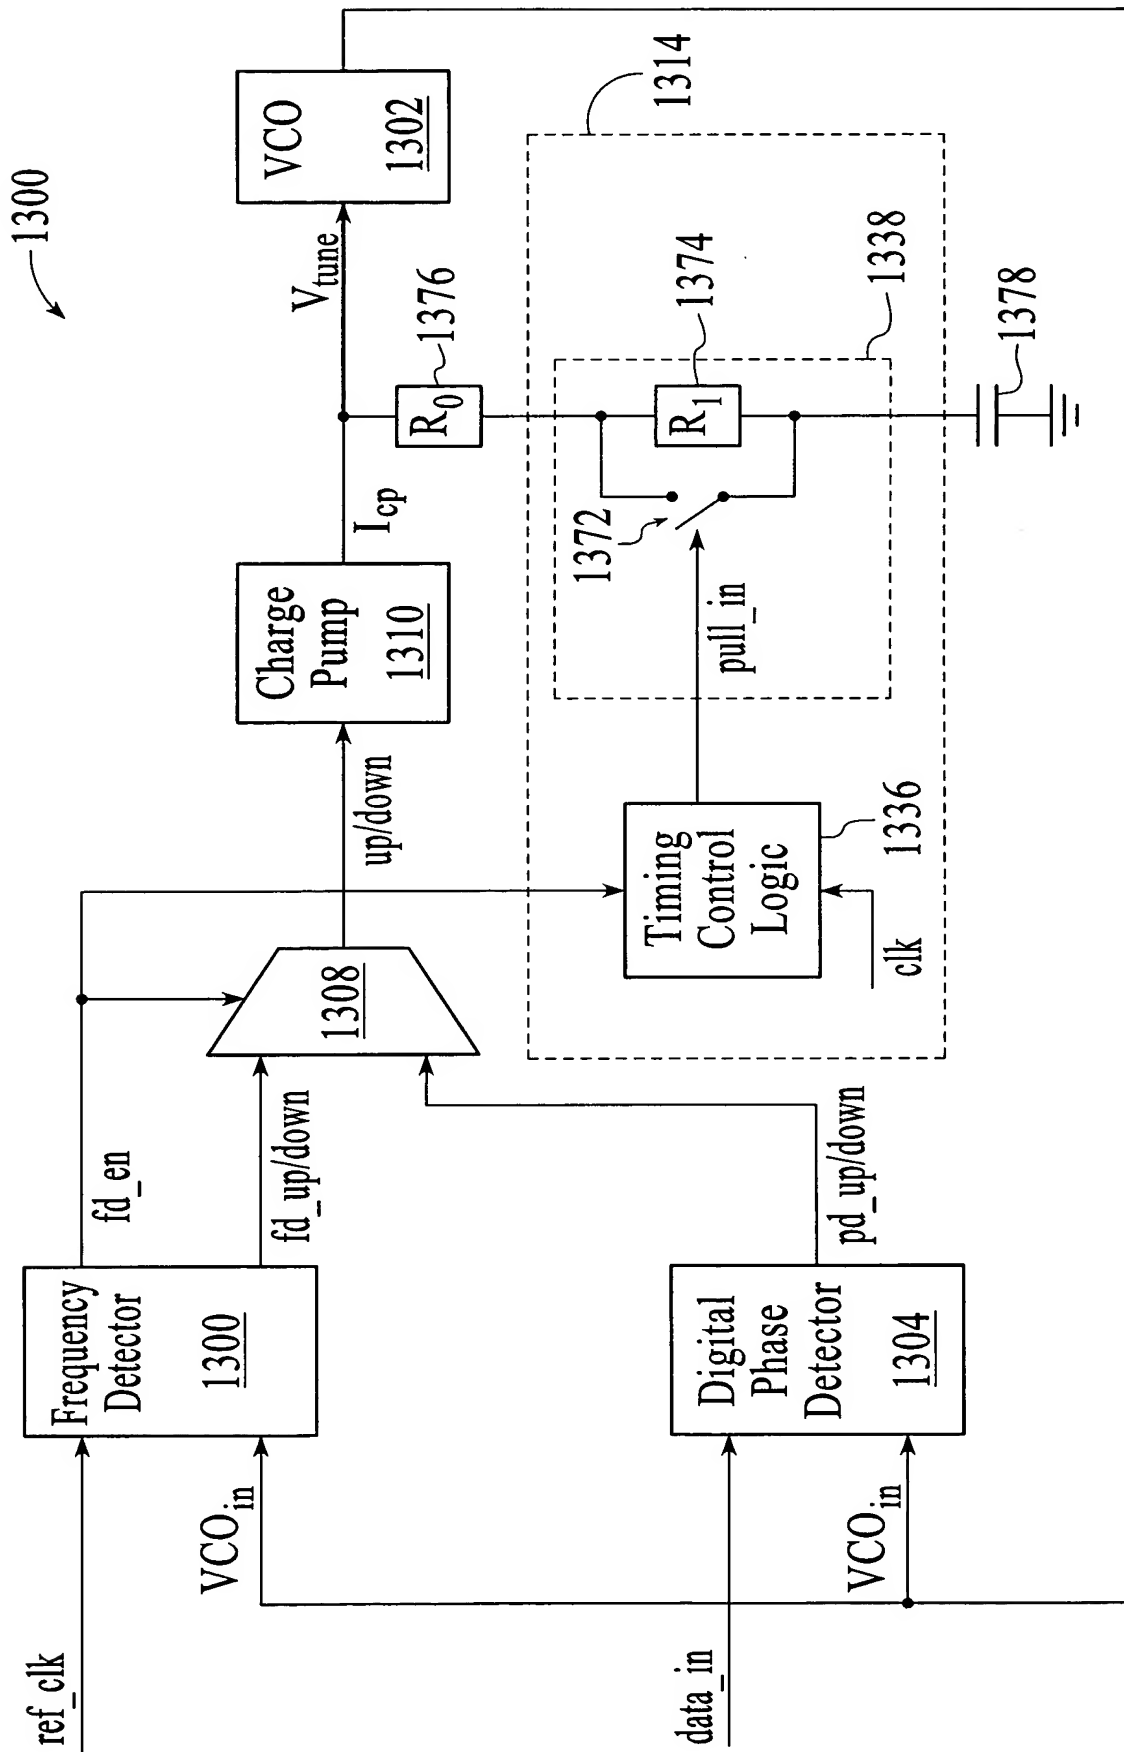 1300
ref_clk
VCOin
Frequency
Detector
1300
fd_en
fd_up/down
1308
up/down
Charge
Pump
1310
Icp
Vtune
VCO
1302
R0
1376
1314
data_in
VCOin
Digital
Phase
Detector
1304
pd_up/down
Timing
Control
Logic
clk
1336
pull_in
1372
R1
1374
1338
1378